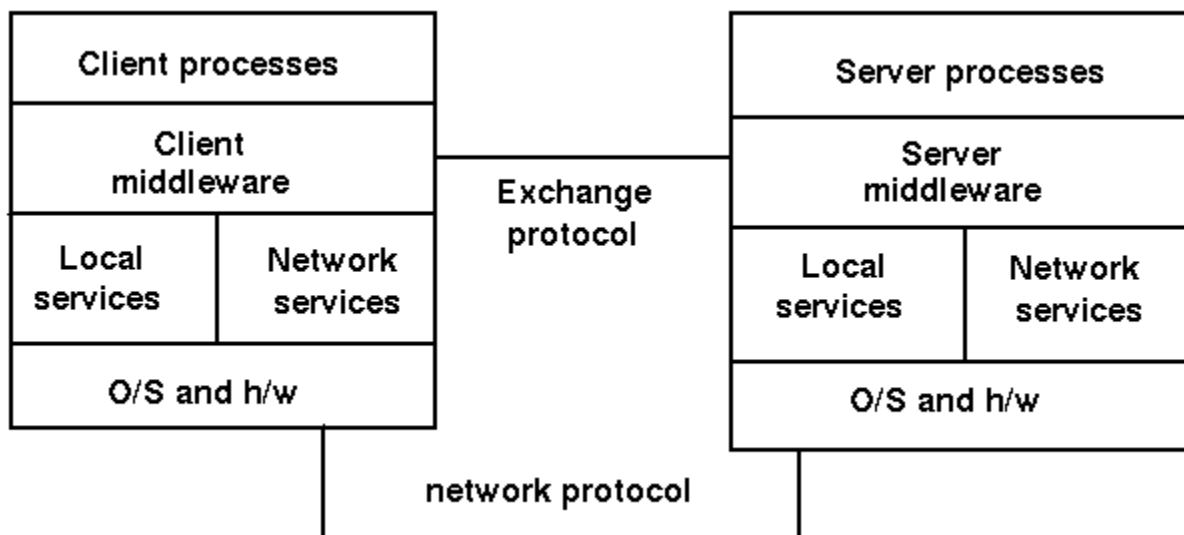 Client processes
Client
middleware
Local
services
Network
services
O/S and h/w
Exchange
protocol
Server processes
Server
middleware
Local
services
Network
services
O/S and h/w
network protocol